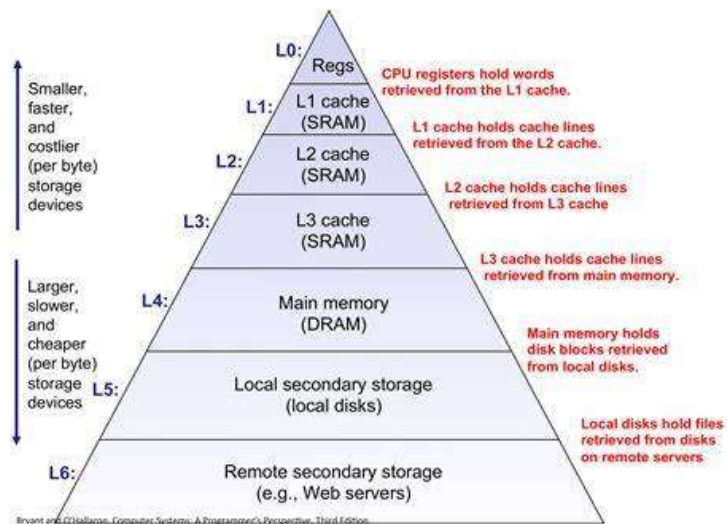 L0:
Regs
CPU registers hold words
retrieved from the L1 cache.
Smaller,
faster,
and
costlier
(per byte)
storage
devices
L1:
L1 cache
(SRAM)
L1 cache holds cache lines
retrieved from the L2 cache.
L2:
L2 cache
(SRAM)
L2 cache holds cache lines
retrieved from L3 cache
L3:
L3 cache
(SRAM)
L3 cache holds cache lines
retrieved from main memory.
Larger,
slower,
and
cheaper
(per byte)
storage
devices
L4:
Main memory
(DRAM)
Main memory holds
disk blocks retrieved
from local disks.
L5:
Local secondary storage
(local disks)
Local disks hold files
retrieved from disks
on remote servers
L6:
Remote secondary storage
(e.g., Web servers)
Bryant and O'Hallaron, Computer Systems: A Programmer's Perspective, Third Edition